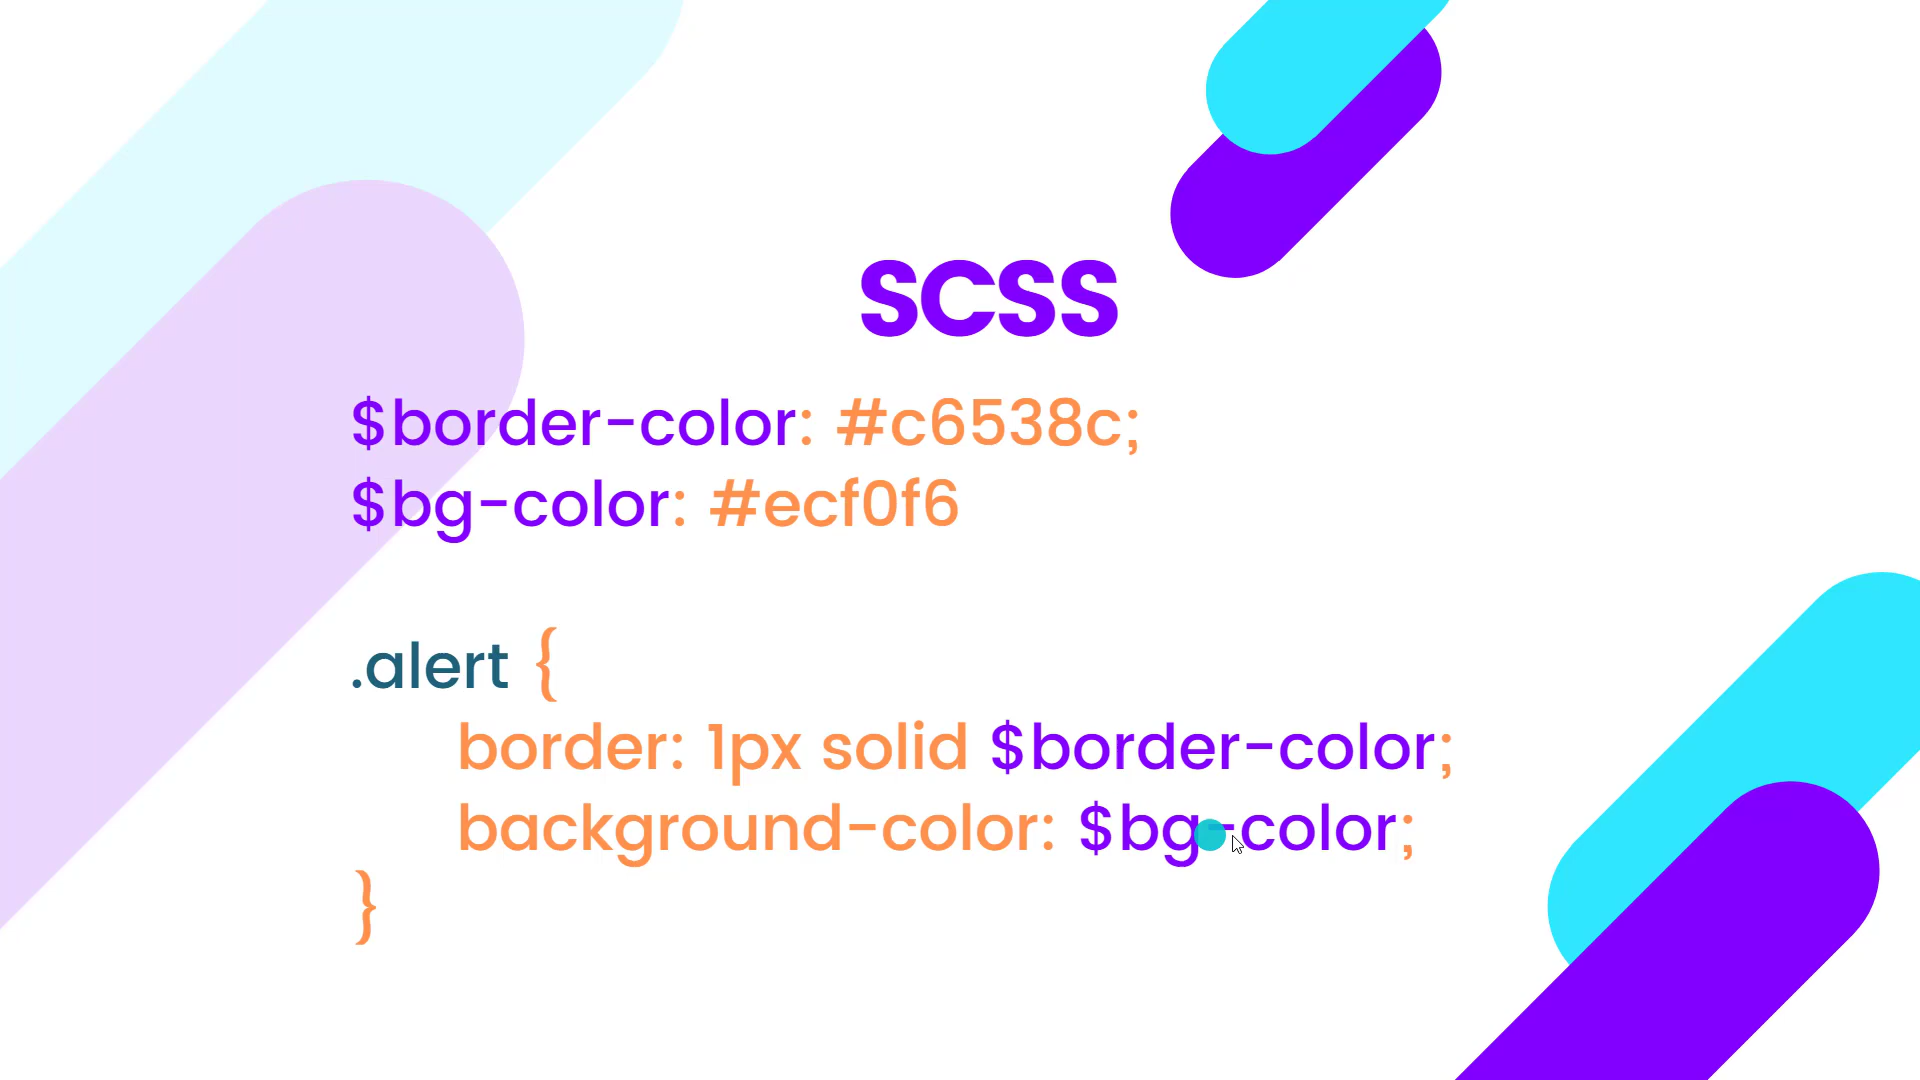 SCSS
$border-color: #c6538c;
$bg-color: #ecf0f6
.alert {
border: 1px solid $border-color;
background-color: $bg-color;
}